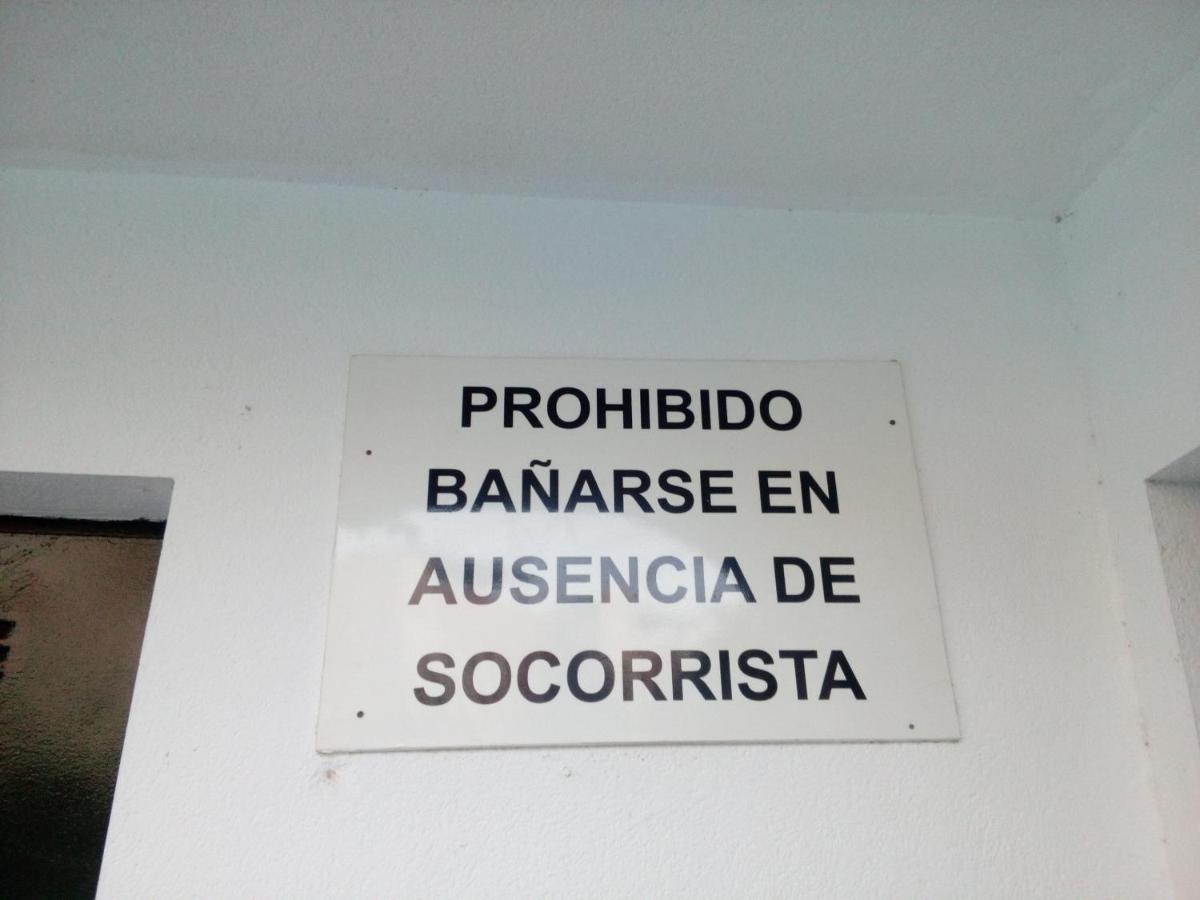 PROHIBIDO
BAÑARSE EN
AUSENCIA DE
SOCORRISTA